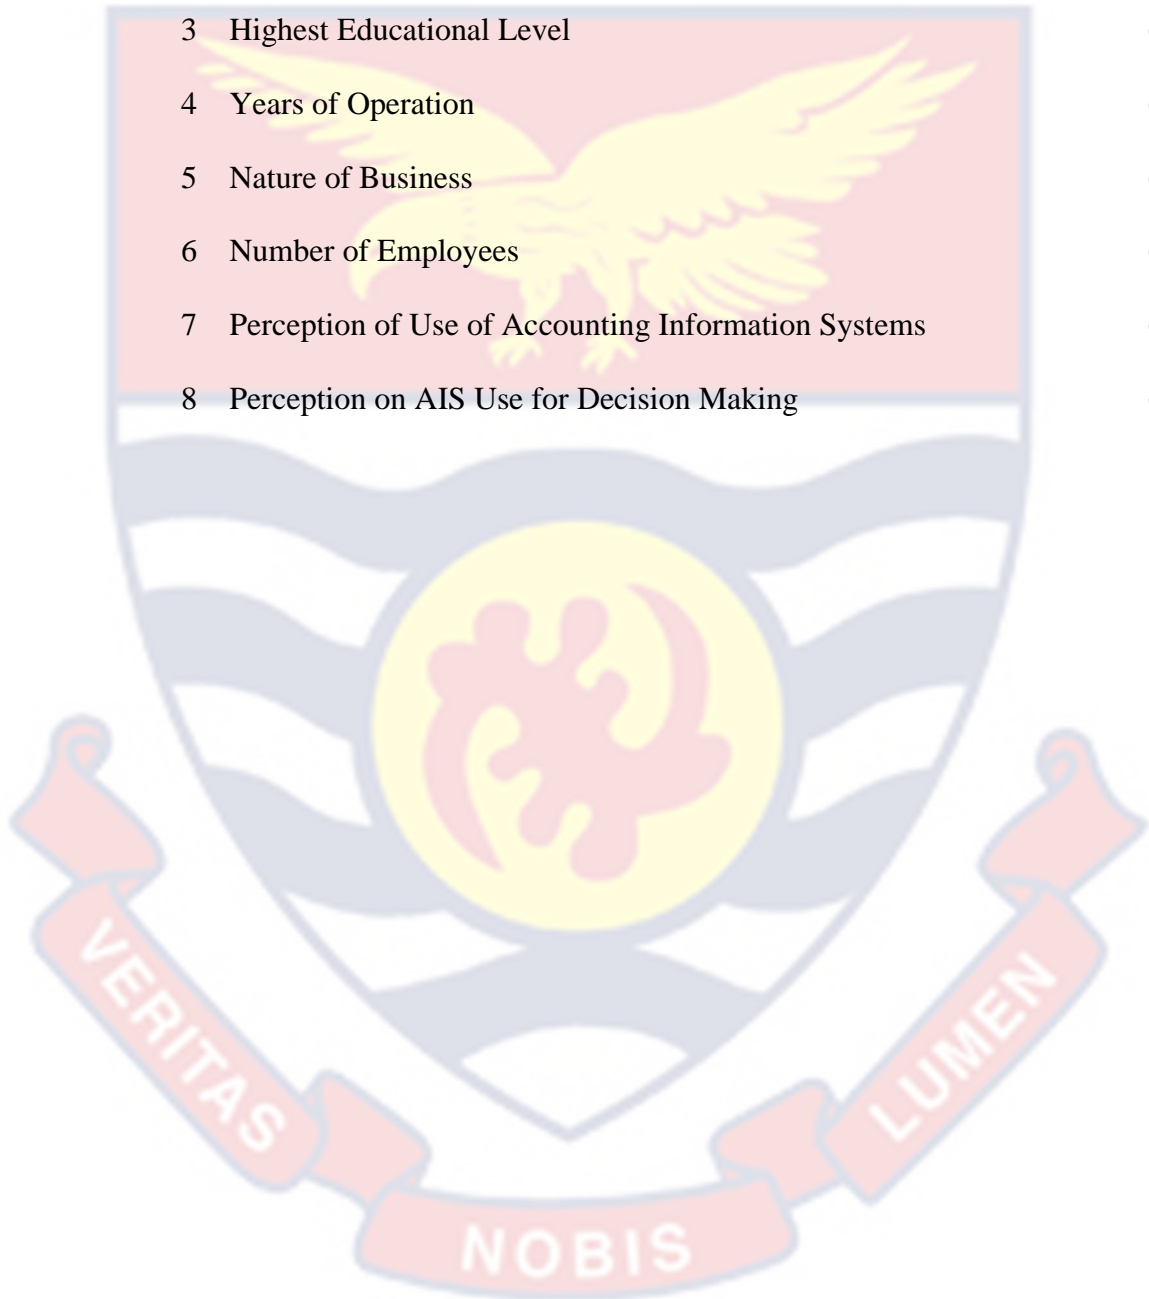 3 Highest Educational Level
4 Years of Operation
5 Nature of Business
6 Number of Employees
7 Perception of Use of Accounting Information Systems
8 Perception on AIS Use for Decision Making
VERITAS
NOBIS
LUMEN